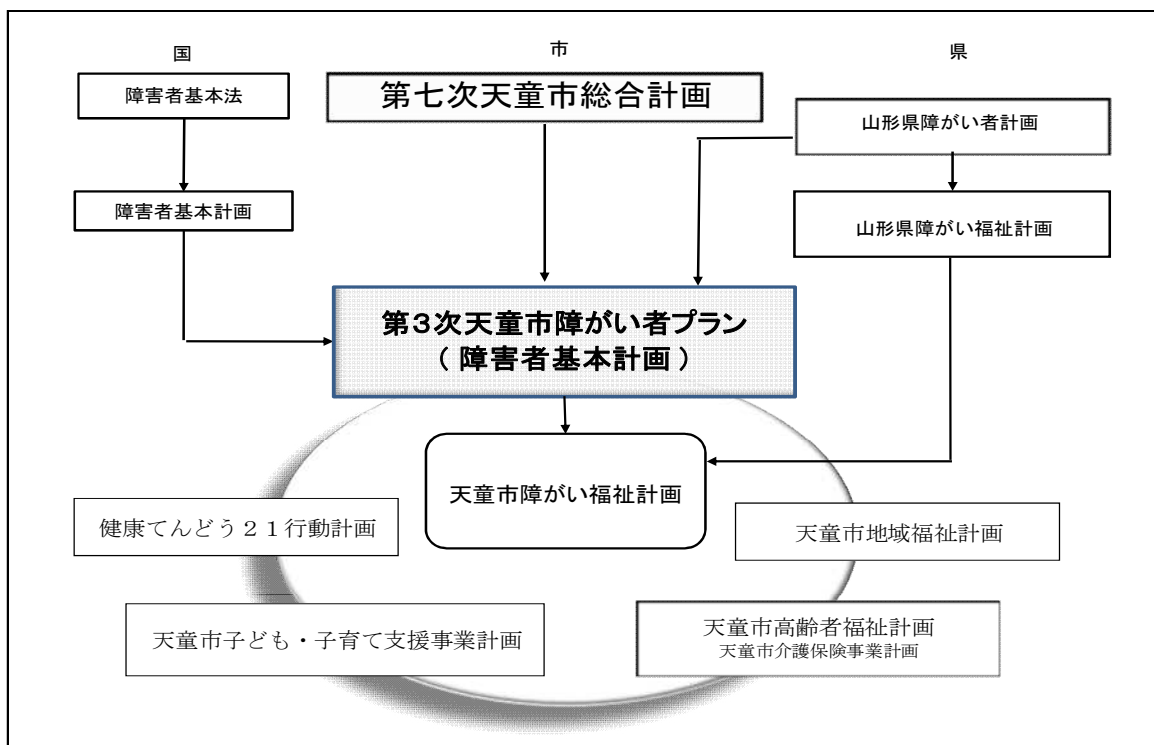 国
市
県
障害者基本法
第七次天童市総合計画
山形県障がい者計画
障害者基本計画
山形県障がい福祉計画
第３次天童市障がい者プラン
（ 障害者基本計画 ）
天童市障がい福祉計画
健康てんどう２１行動計画
天童市地域福祉計画
天童市子ども・子育て支援事業計画
天童市高齢者福祉計画
天童市介護保険事業計画